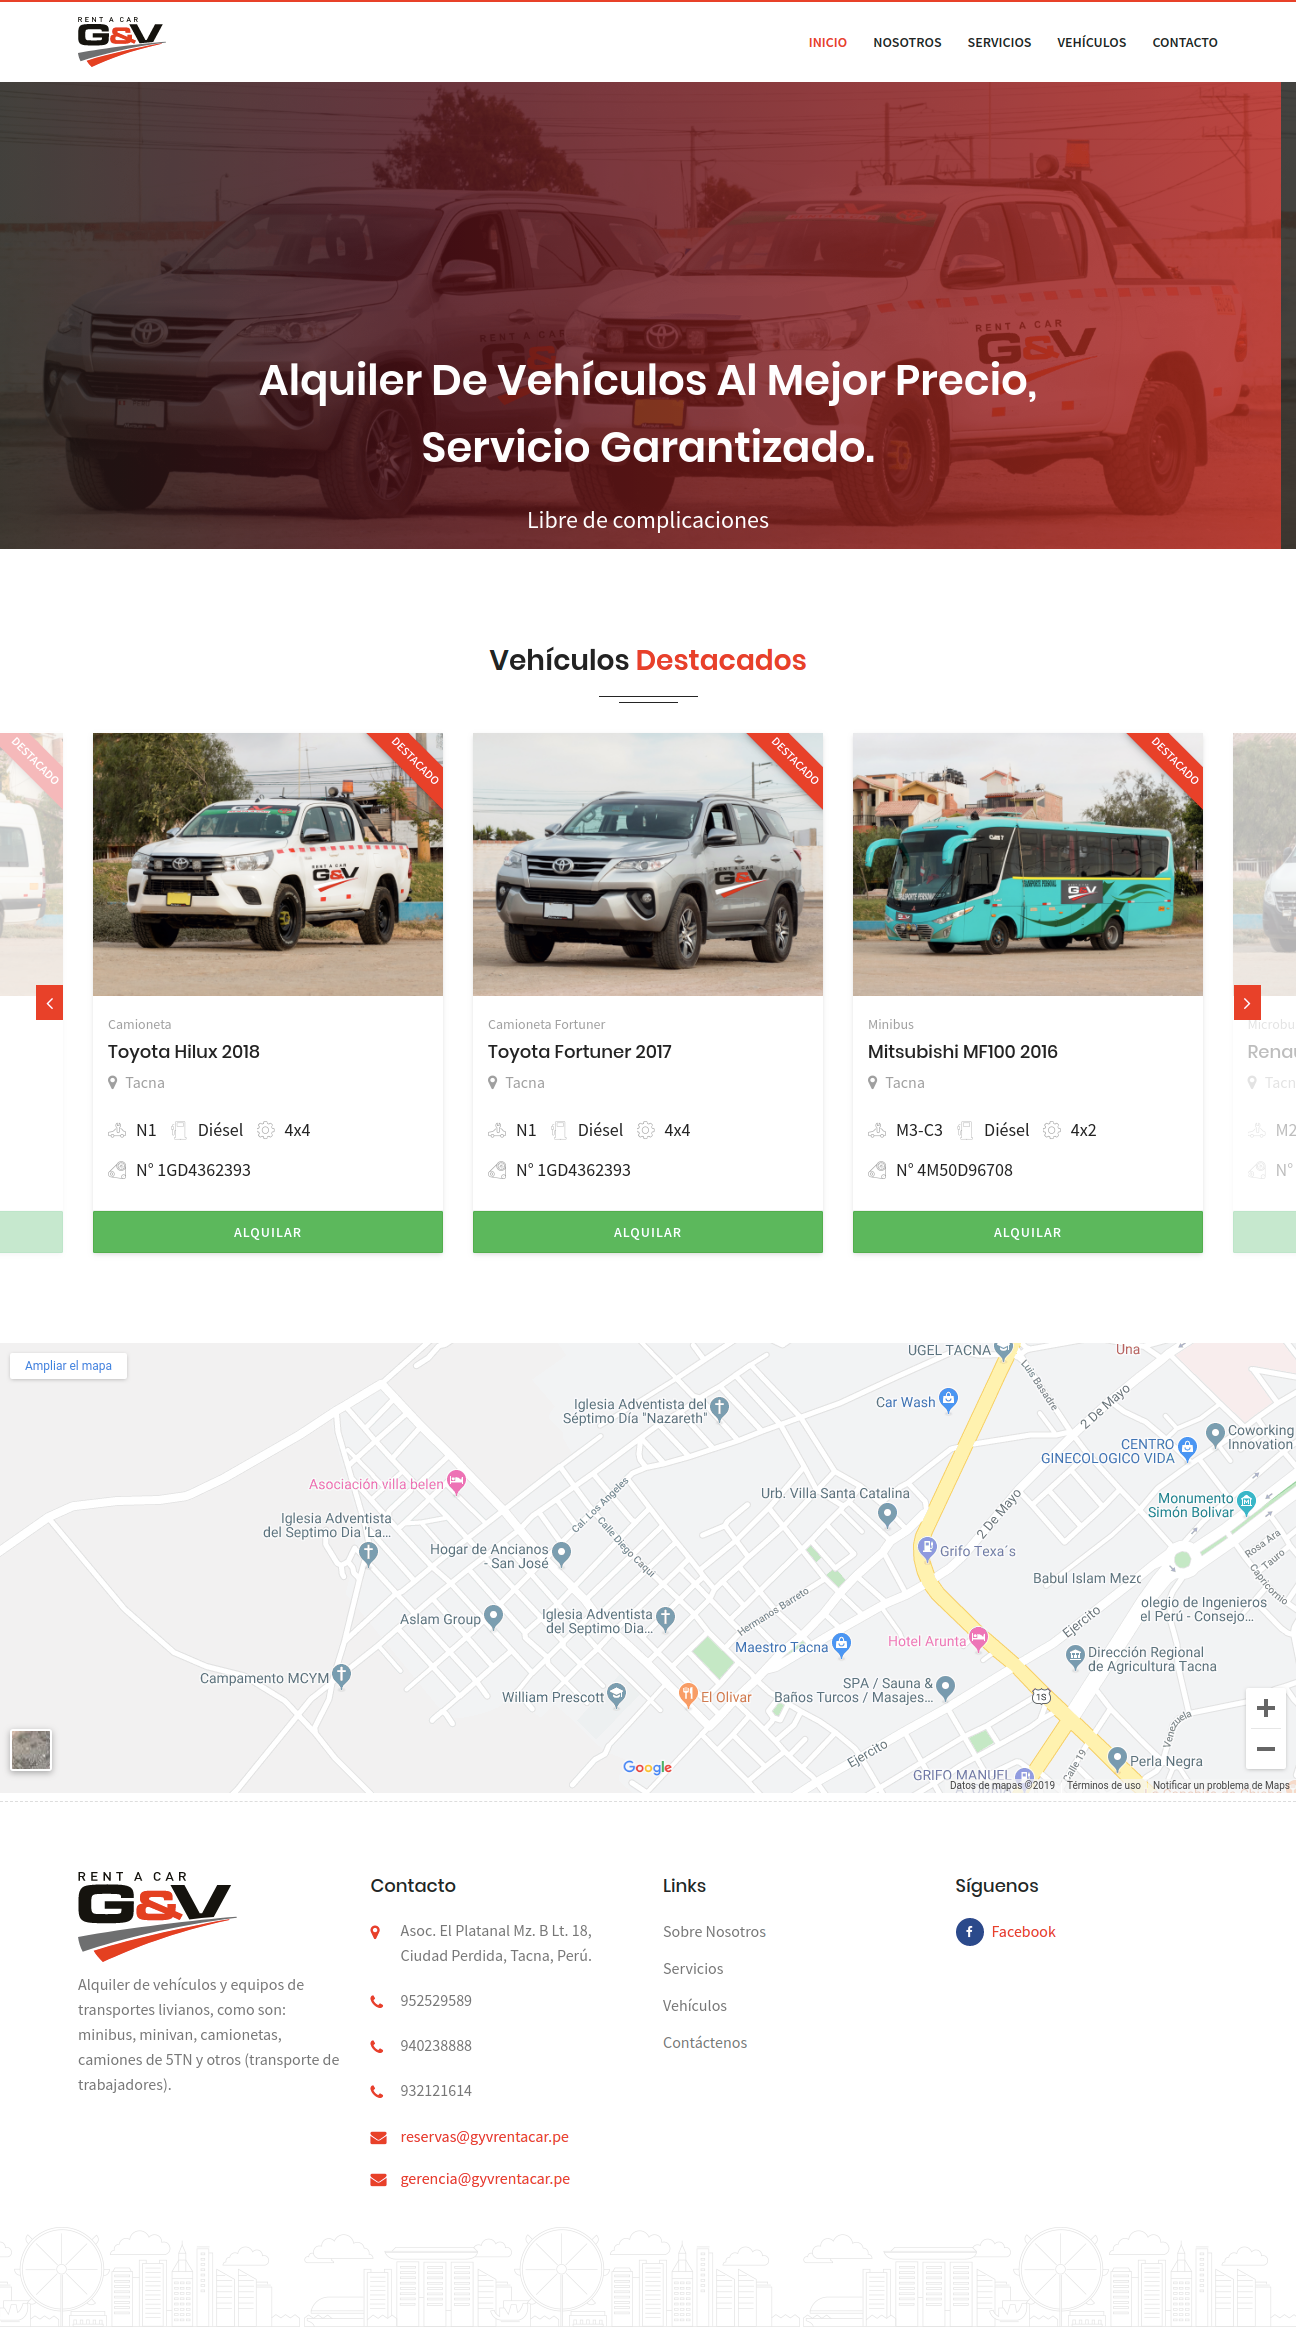 RENT A CAR
G&V
INICIO
NOSOTROS
SERVICIOS
VEHÍCULOS
CONTACTO
RENT A CAR
G&V
Alquiler De Vehículos Al Mejor Precio,
Servicio Garantizado.
Libre de complicaciones
Vehículos Destacados
DESTACADO
DESTACADO
DESTACADO
DESTACADO
RENT A CAR
G&V
G&V
G&V
Camioneta
Toyota Hilux 2018
Tacna
N1 Diésel 4x4
N° 1GD4362393
ALQUILAR
Camioneta Fortuner
Toyota Fortuner 2017
Tacna
N1 Diésel 4x4
N° 1GD4362393
ALQUILAR
Minibus
Mitsubishi MF100 2016
Tacna
M3-C3 Diésel 4x2
N° 4M50D96708
ALQUILAR
Microbu
Renau
Tacn
M2
N°
Ampliar el mapa
UGEL TACNA
Una
Luis Basadre
2 De Mayo
Iglesia Adventista del
Séptimo Día "Nazareth"
Car Wash
Coworking
Innovation
CENTRO
GINECOLOGICO VIDA
Asociación villa belen
Cal. Los Angeles
Urb. Villa Santa Catalina
2 De Mayo
Monumento
Simón Bolivar
Iglesia Adventista
del Septimo Dia 'La...
Calle Diego Caqui
Hogar de Ancianos
- San José
Grifo Texa´s
Rosa Ara
Tauro
Capricornio
Babul Islam Mezc
Hermanos Barreto
olegio de Ingenieros
el Perú - Consejo...
Aslam Group
Iglesia Adventista
del Septimo Dia...
Ejercito
Maestro Tacna
Hotel Arunta
Dirección Regional
de Agricultura Tacna
Campamento MCYM
SPA / Sauna &
Baños Turcos / Masajes...
William Prescott
El Olivar
1S
Venezuela
Ejercito
Calle 19
Perla Negra
Google
GRIFO MANUEL
Datos de mapas ©2019
Términos de uso
Notificar un problema de Maps
RENT A CAR
G&V
Alquiler de vehículos y equipos de
transportes livianos, como son:
minibus, minivan, camionetas,
camiones de 5TN y otros (transporte de
trabajadores).
Contacto
Asoc. El Platanal Mz. B Lt. 18,
Ciudad Perdida, Tacna, Perú.
952529589
940238888
932121614
reservas@gyvrentacar.pe
gerencia@gyvrentacar.pe
Links
Sobre Nosotros
Servicios
Vehículos
Contáctenos
Síguenos
Facebook